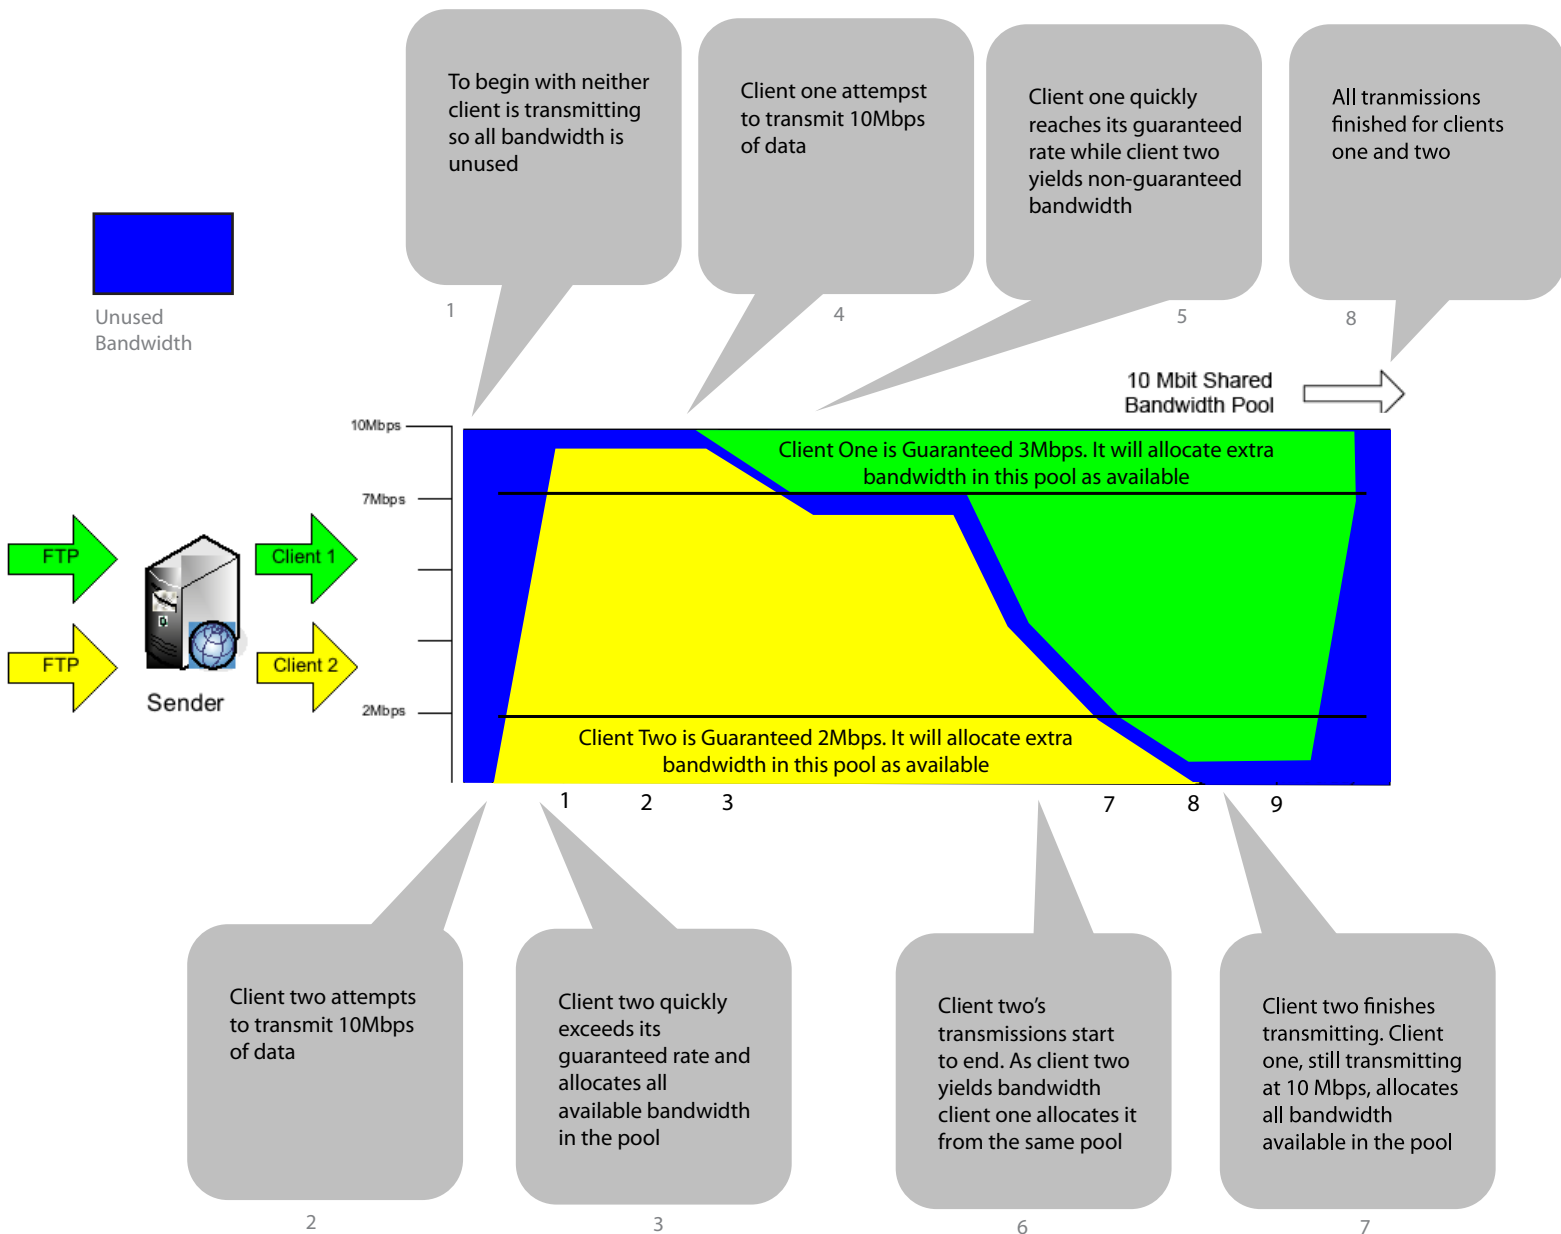 To begin with neither
client is transmitting
so all bandwidth is
unused
1
Client one attempst
to transmit 10Mbps
of data
4
Client one quickly
reaches its guaranteed
rate while client two
yields non-guaranteed
bandwidth
5
All tranmissions
finished for clients
one and two
8
Unused
Bandwidth
10 Mbit Shared
Bandwidth Pool
10Mbps
7Mbps
2Mbps
Client One is Guaranteed 3Mbps. It will allocate extra
bandwidth in this pool as available
FTP
Client 1
FTP
Client 2
Sender
Client Two is Guaranteed 2Mbps. It will allocate extra
bandwidth in this pool as available
1 2 3 7 8 9
Client two attempts
to transmit 10Mbps
of data
2
Client two quickly
exceeds its
guaranteed rate and
allocates all
available bandwidth
in the pool
3
Client two’s
transmissions start
to end. As client two
yields bandwidth
client one allocates it
from the same pool
6
Client two finishes
transmitting. Client
one, still transmitting
at 10 Mbps, allocates
all bandwidth
available in the pool
7